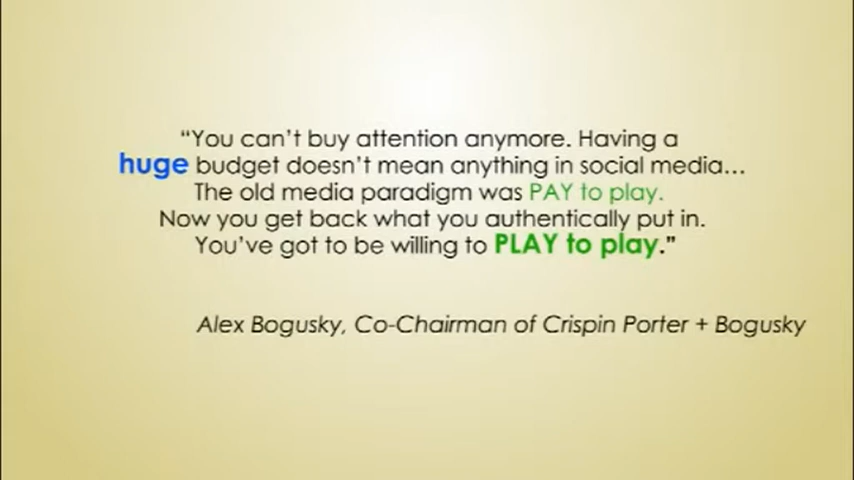 “You can’t buy attention anymore. Having a
huge budget doesn’t mean anything in social media...
The old media paradigm was PAY to play.
Now you get back what you authentically put in.
You’ve got to be willing to PLAY to play."
Alex Bogusky, Co-Chairman of Crispin Porter + Bogusky